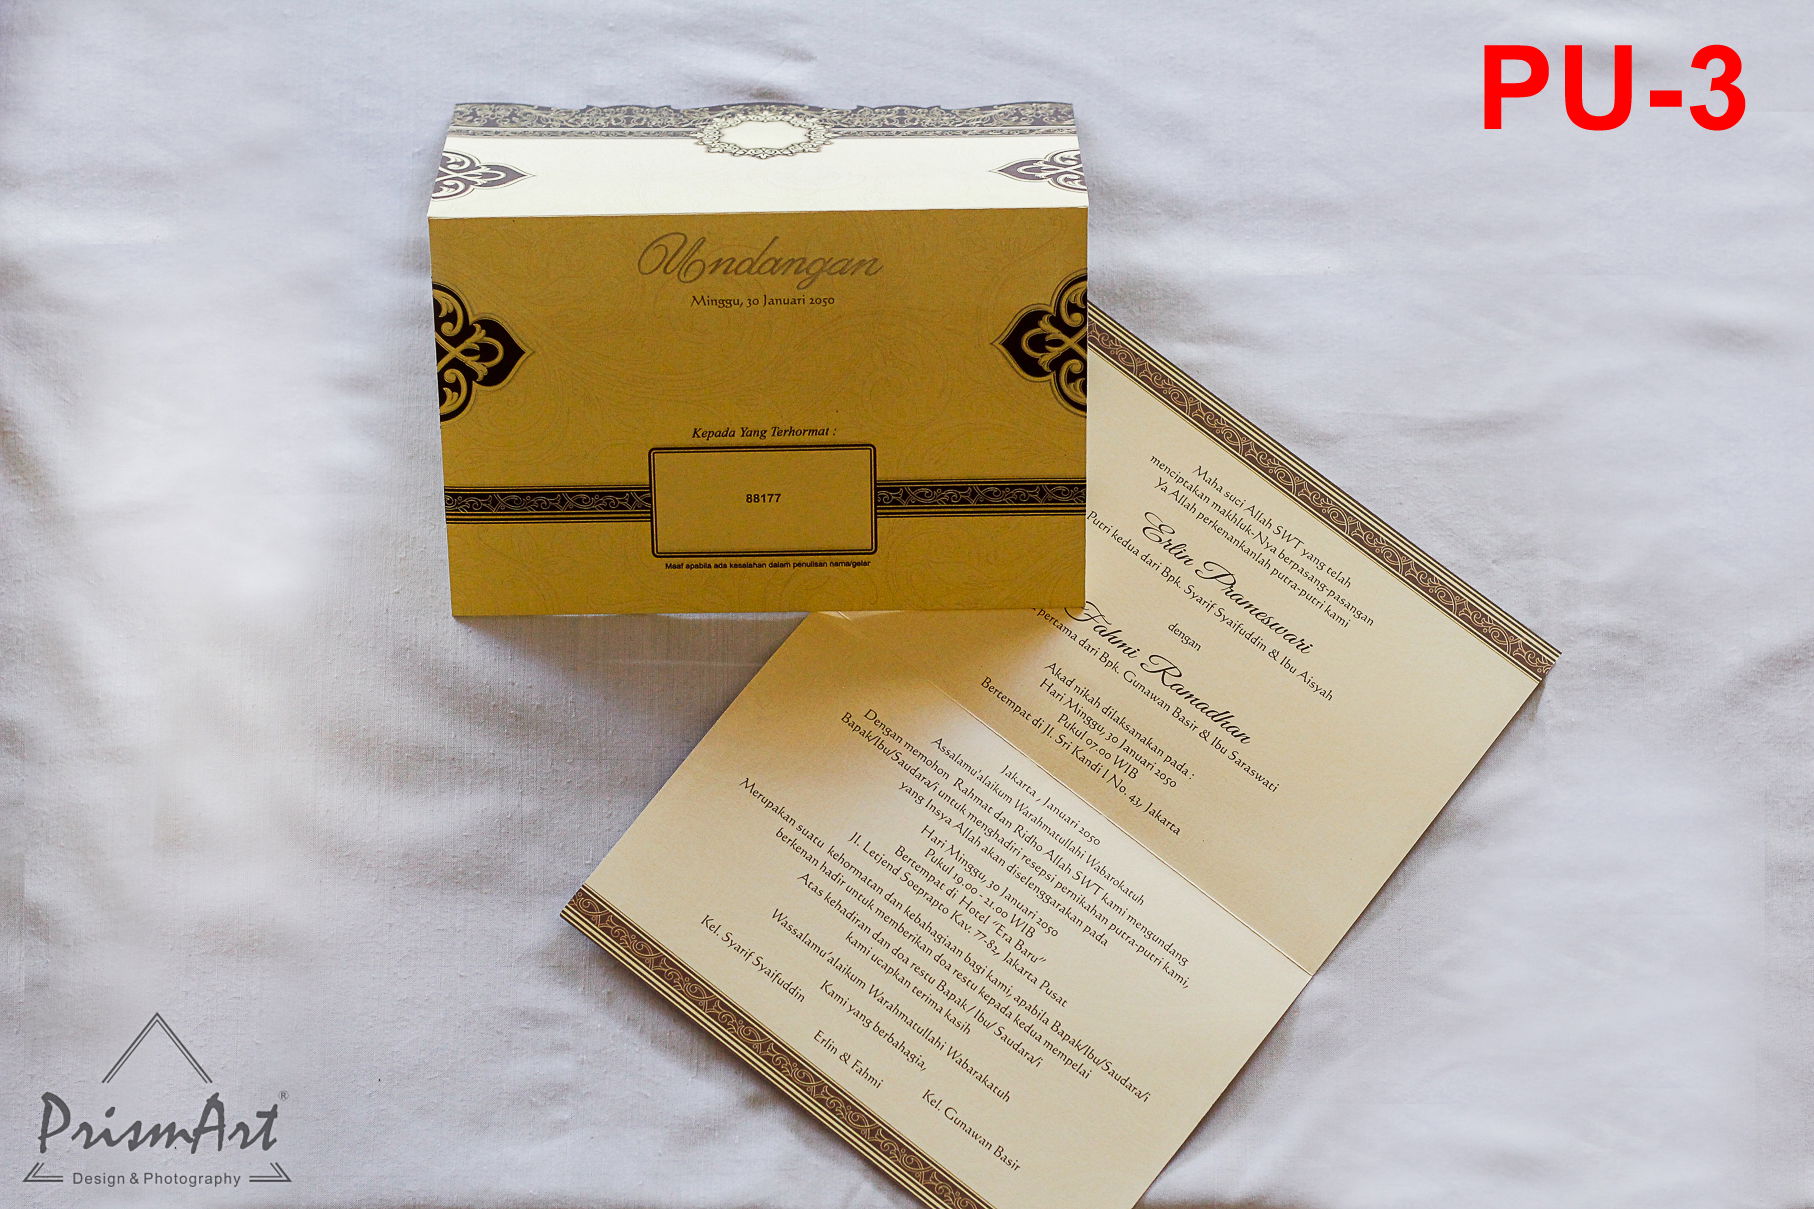 PU-3
Undangan
Minggu, 30 Januari 2050
Kepada Yang Terhormat :
88177
Maaf apabila ada kesalahan dalam penulisan nama/gelar
Maha suci Allah SWT yang telah
menciptakan makhluk-Nya berpasang-pasangan
Ya Allah perkenankanlah putra-putri kami
Erlin Prameswari
Putri kedua dari Bpk. Syarif Syaifuddin & Ibu Aisyah
dengan
Fahmi Ramadhan
pertama dari Bpk. Gunawan Basir & Ibu Saraswati
Akad nikah dilaksanakan pada :
Hari Minggu, 30 Januari 2050
Pukul 07.00 WIB
Bertempat di Jl. Sri Kandi I No. 43, Jakarta
Jakarta , Januari 2050
Assalamu'alaikum Warahmatullahi Wabarokatuh
Dengan memohon Rahmat dan Ridho Allah SWT kami mengundang
Bapak/Ibu/Saudara/i untuk menghadiri resepsi pernikahan putra-putri kami,
yang Insya Allah akan diselenggarakan pada
Hari Minggu, 30 Januari 2050
Pukul 19.00 - 21.00 WIB
Bertempat di Hotel "Era Baru"
Jl. Letjend Soeprapto Kav. 77-82, Jakarta Pusat
Merupakan suatu kehormatan dan kebahagiaan bagi kami, apabila Bapak/Ibu/Saudara/i
berkenan hadir untuk memberikan doa restu kepada kedua mempelai
Atas kehadiran dan doa restu Bapak / Ibu/ Saudara/i
kami ucapkan terima kasih
Wassalamu'alaikum Warahmatullahi Wabarakatuh
Kami yang berbahagia,
Kel. Syarif Syaifuddin
Erlin & Fahmi
Kel. Gunawan Basir
PrismArt®
Design & Photography